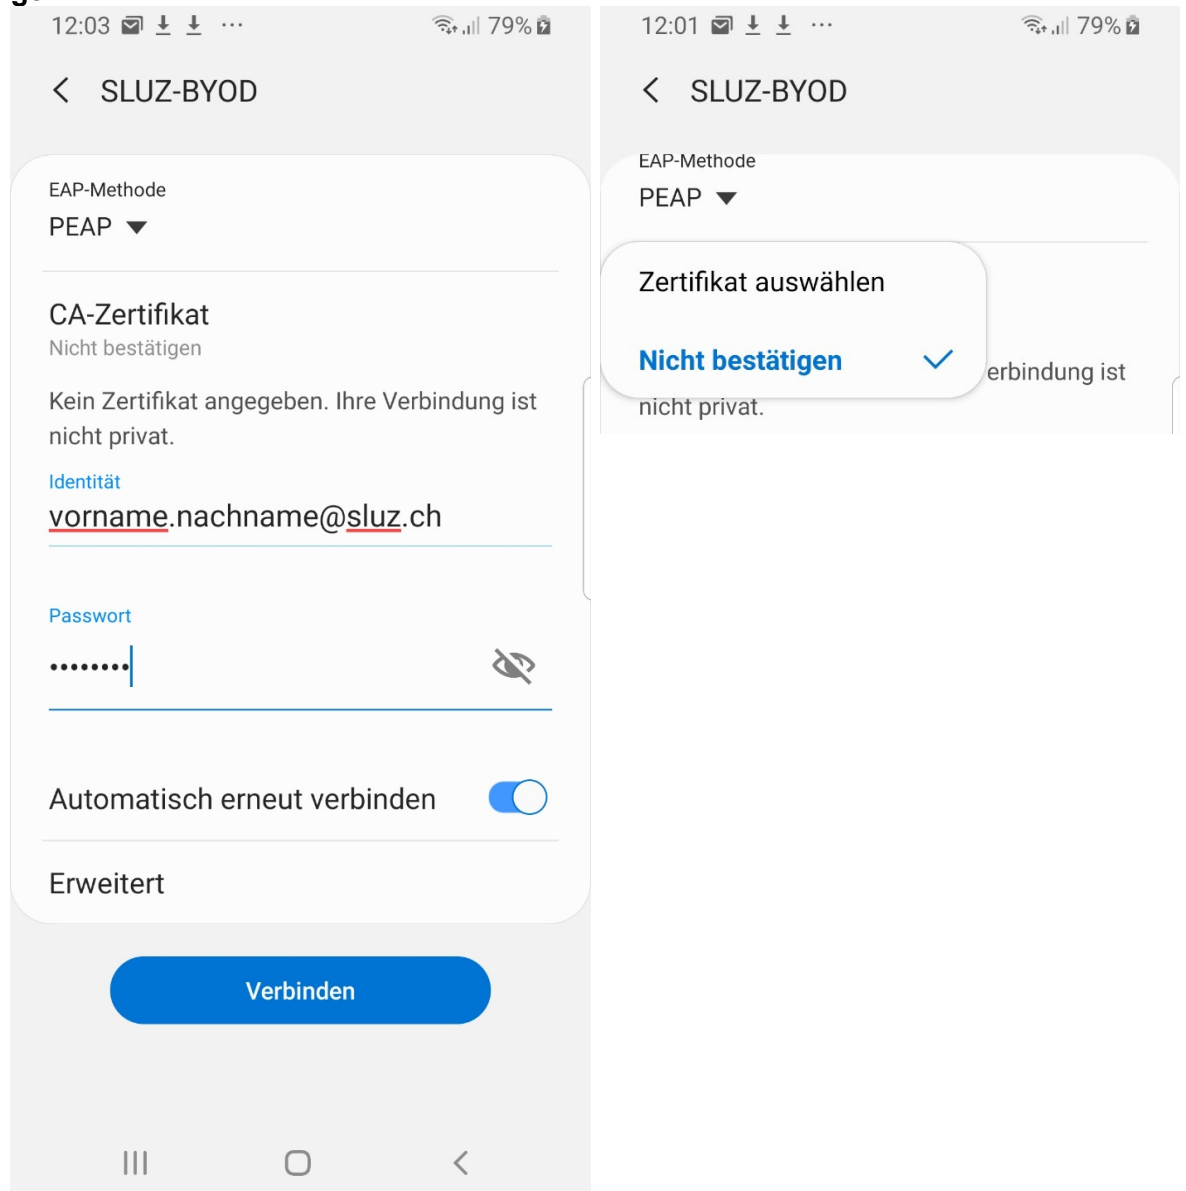 12:03 79%
SLUZ-BYOD
EAP-Methode
PEAP
CA-Zertifikat
Nicht bestätigen
Kein Zertifikat angegeben. Ihre Verbindung ist
nicht privat.
Identität
vorname.nachname@sluz.ch
Passwort
••••••••
Automatisch erneut verbinden
Erweitert
Verbinden
12:01 79%
SLUZ-BYOD
EAP-Methode
PEAP
Zertifikat auswählen
Nicht bestätigen
erbindung ist
nicht privat.